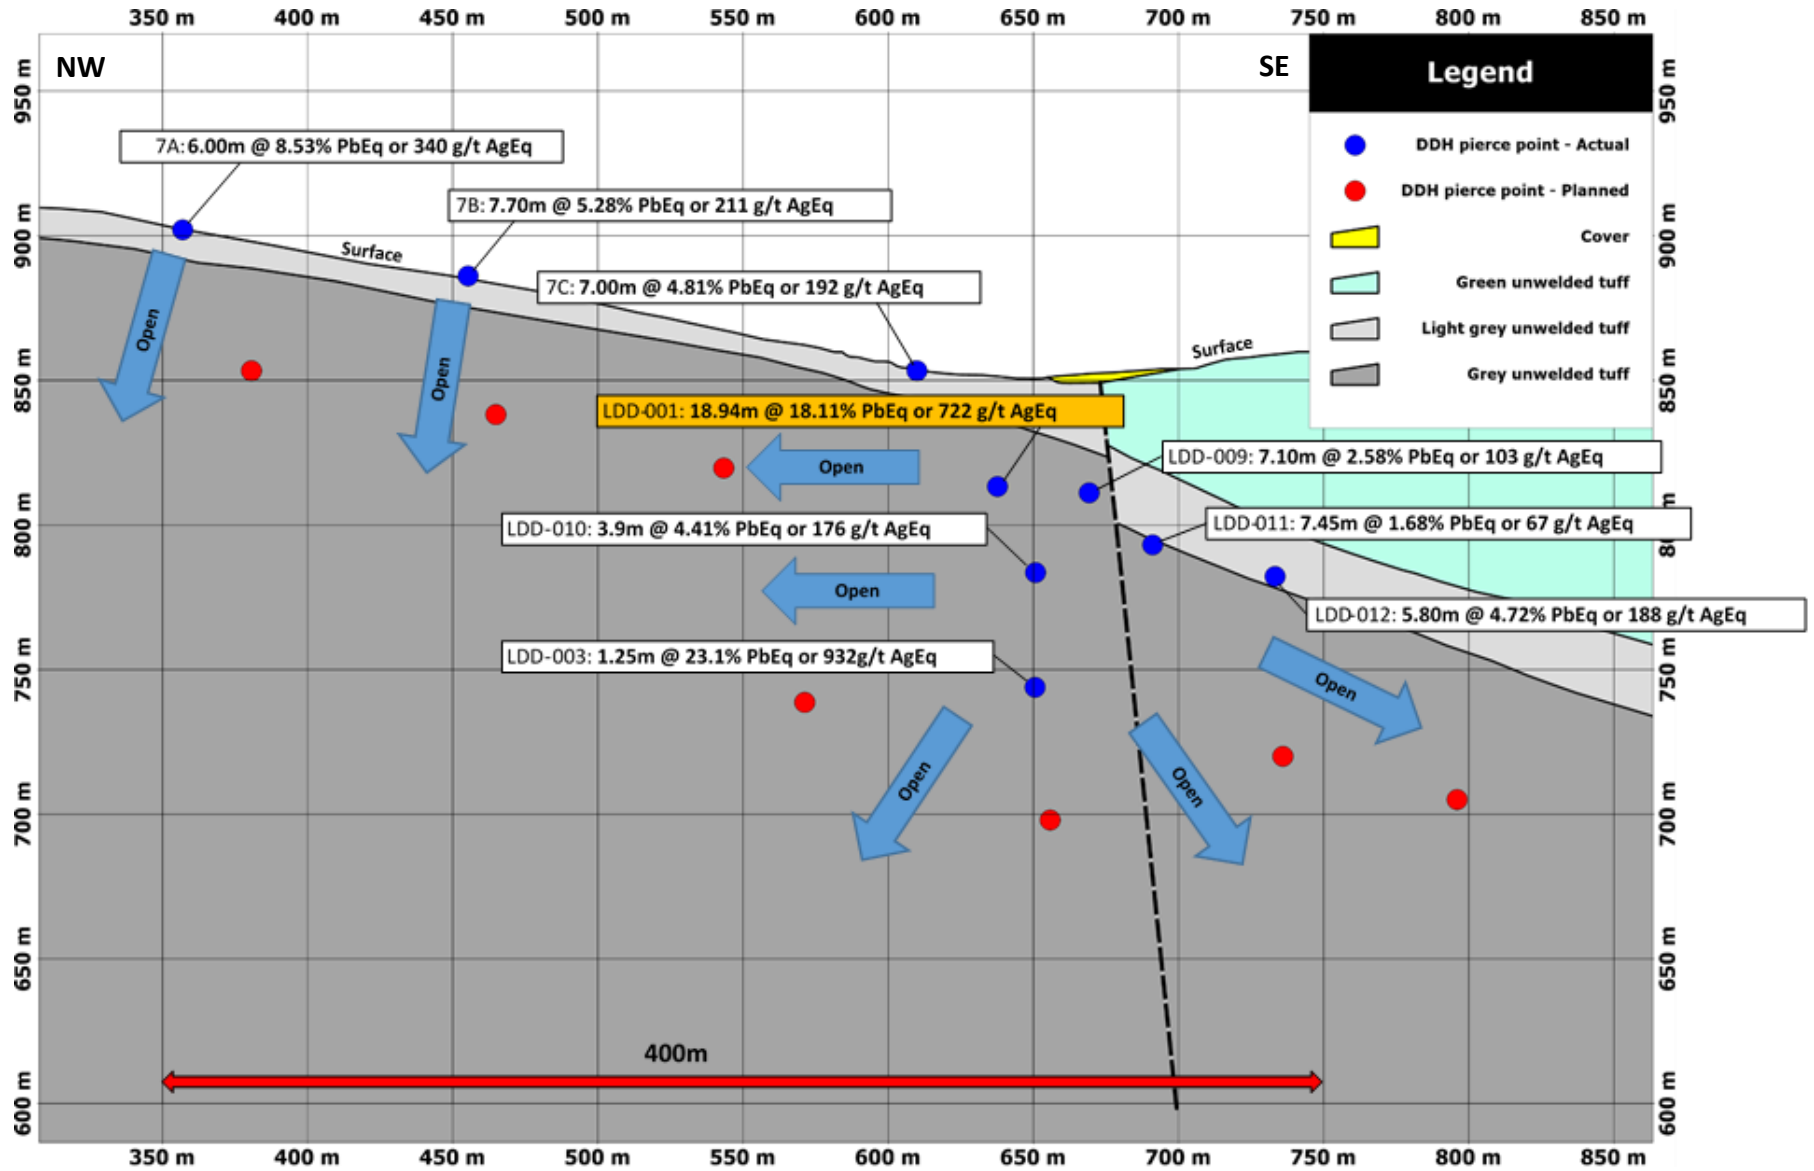 350 m 400 m 450 m 500 m 550 m 600 m 650 m 700 m 750 m 800 m 850 m
NW
SE
Legend
DDH pierce point - Actual
DDH pierce point - Planned
Cover
Green unwelded tuff
Light grey unwelded tuff
Grey unwelded tuff
950 m
950 m
7A: 6.00m @ 8.53% PbEq or 340 g/t AgEq
7B: 7.70m @ 5.28% PbEq or 211 g/t AgEq
900 m
900 m
Surface
7C: 7.00m @ 4.81% PbEq or 192 g/t AgEq
Open
Surface
850 m
850 m
Open
LDD-001: 18.94m @ 18.11% PbEq or 722 g/t AgEq
Open
LDD-009: 7.10m @ 2.58% PbEq or 103 g/t AgEq
800 m
LDD-010: 3.9m @ 4.41% PbEq or 176 g/t AgEq
LDD-011: 7.45m @ 1.68% PbEq or 67 g/t AgEq
Open
LDD-012: 5.80m @ 4.72% PbEq or 188 g/t AgEq
LDD-003: 1.25m @ 23.1% PbEq or 932g/t AgEq
750 m
750 m
Open
Open
Open
700 m
700 m
650 m
650 m
400m
600 m
600 m
350 m 400 m 450 m 500 m 550 m 600 m 650 m 700 m 750 m 800 m 850 m